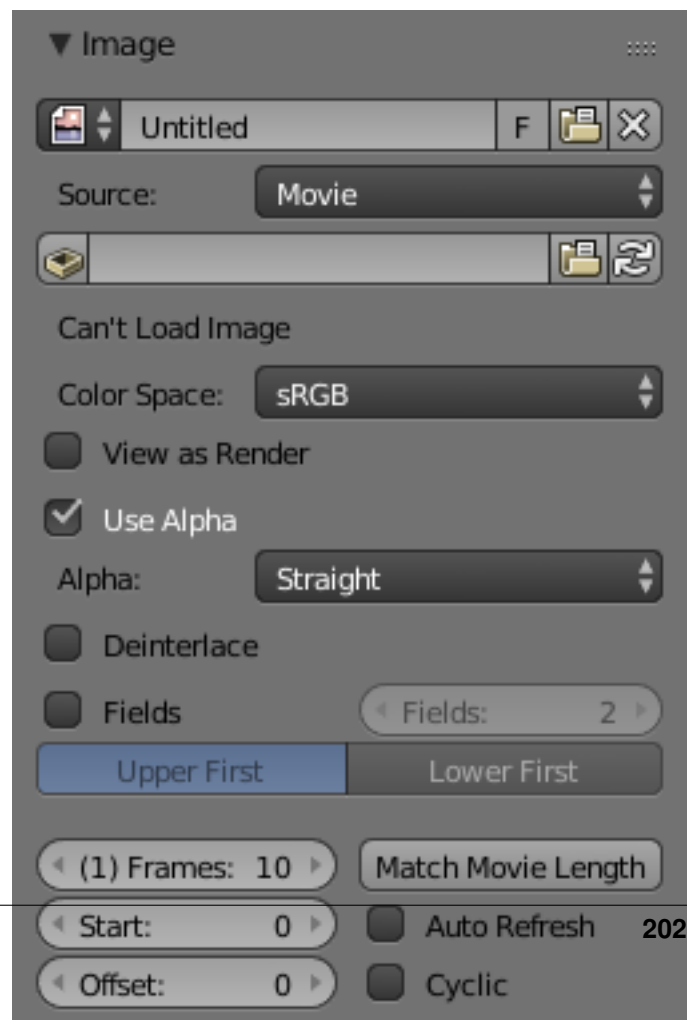 Image
Untitled F
Source: Movie
Can't Load Image
Color Space: sRGB
View as Render
Use Alpha
Alpha: Straight
Deinterlace
Fields Fields: 2
Upper First Lower First
(1) Frames: 10 Match Movie Length
Start: 0 Auto Refresh 202
Offset: 0 Cyclic